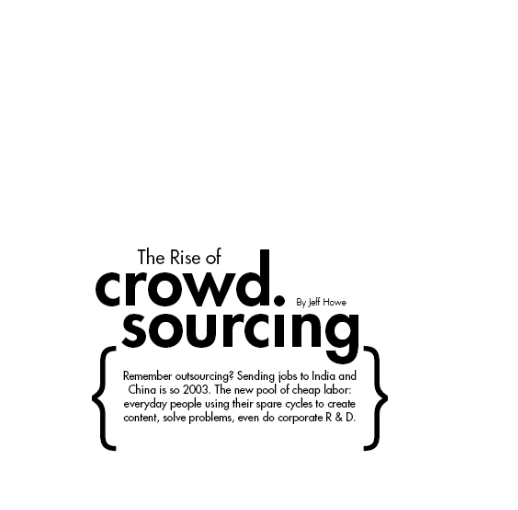 The Rise of
crowd.
By Jeff Howe
sourcing
Remember outsourcing? Sending jobs to India and
China is so 2003. The new pool of cheap labor:
everyday people using their spare cycles to create
content, solve problems, even do corporate R & D.